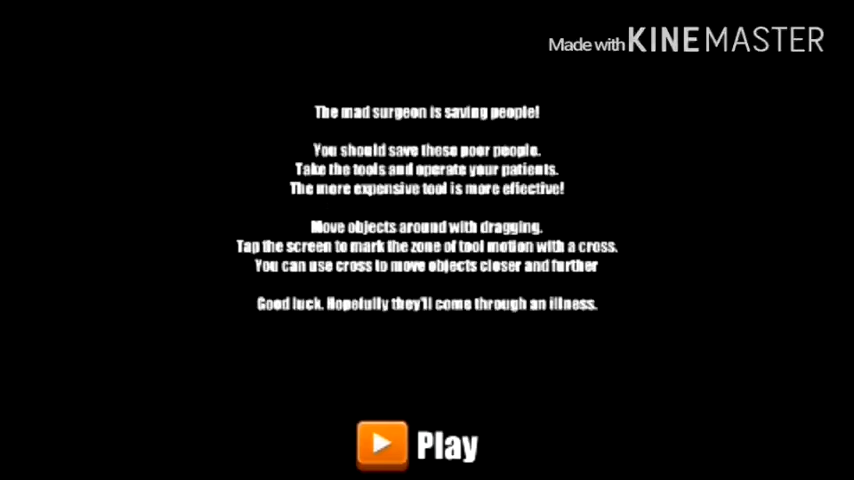 Made with KINEMASTER
The mad surgeon is saving people!
You should save these poor people.
Take the tools and operate your patients.
The more expensive tool is more effective!
Move objects around with dragging.
Tap the screen to mark the zone of tool motion with a cross.
You can use cross to move objects closer and further
Good luck. Hopefully they'll come through an illness.
Play